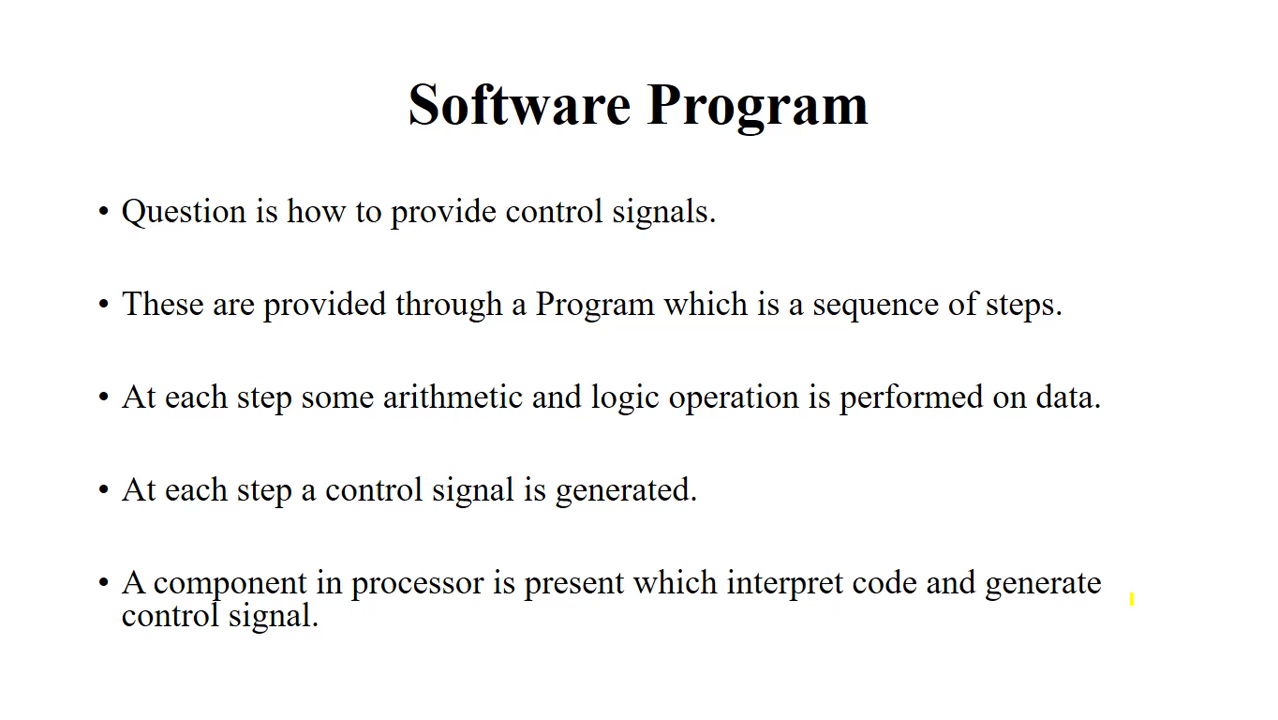 Software Program
• Question is how to provide control signals.
• These are provided through a Program which is a sequence of steps.
• At each step some arithmetic and logic operation is performed on data.
• At each step a control signal is generated.
• A component in processor is present which interpret code and generate
control signal.